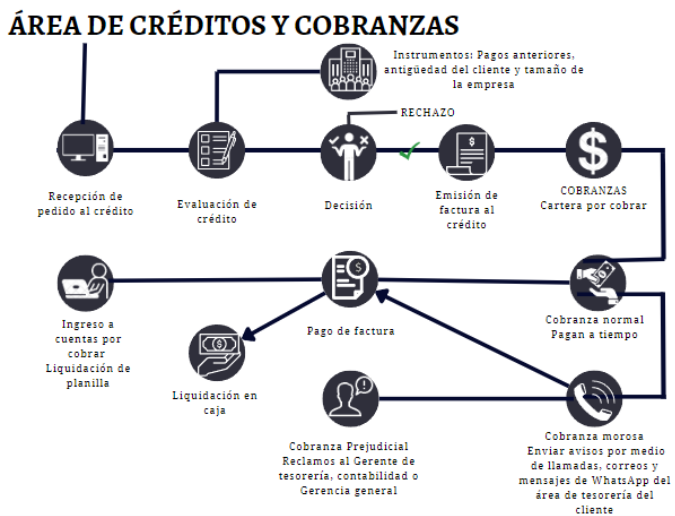 ÁREA DE CRÉDITOS Y COBRANZAS
Instrumentos: Pagos anteriores,
antigüedad del cliente y tamaño de
la empresa
RECHAZO
Recepción de
pedido al crédito
Evaluación de
crédito
Decisión
Emisión de
factura al
crédito
COBRANZAS
Cartera por cobrar
Ingreso a
cuentas por
cobrar
Liquidación de
planilla
Liquidación en
caja
Pago de factura
Cobranza normal
Pagan a tiempo
Cobranza Prejudicial
Reclamos al Gerente de
tesorería, contabilidad o
Gerencia general
Cobranza morosa
Enviar avisos por medio
de llamadas, correos y
mensajes de WhatsApp del
área de tesorería del
cliente